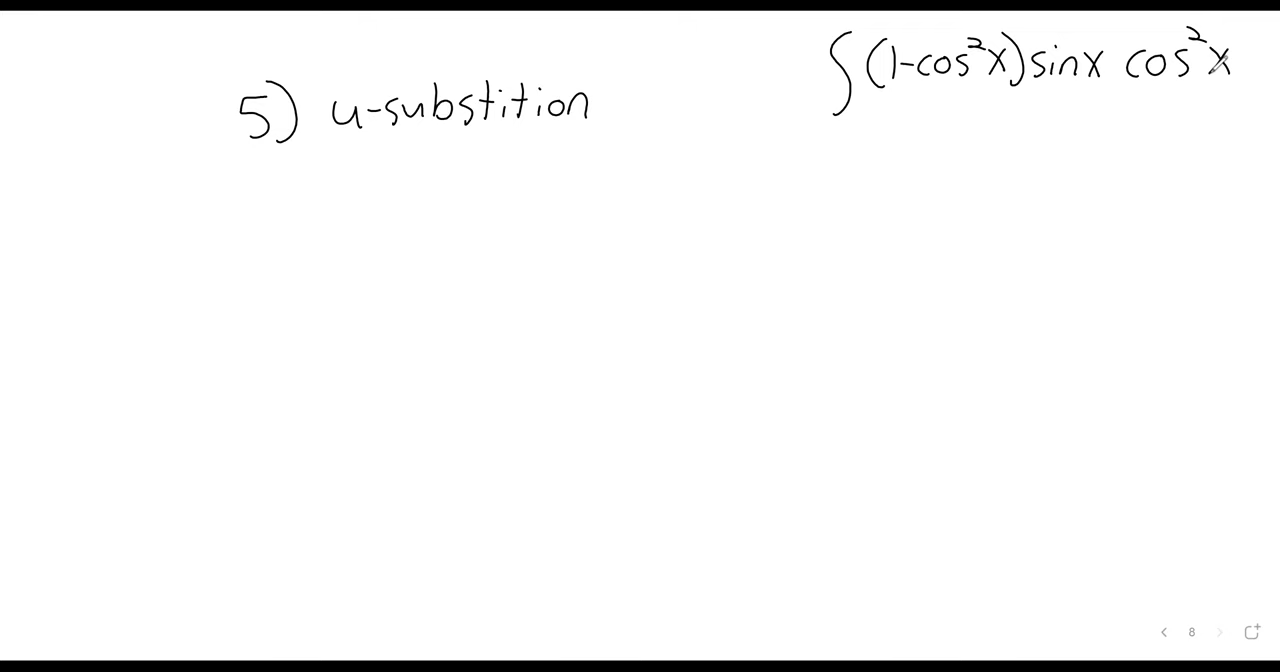 ∫(1-cos²x)sinx cos²x
5) u-substition
8